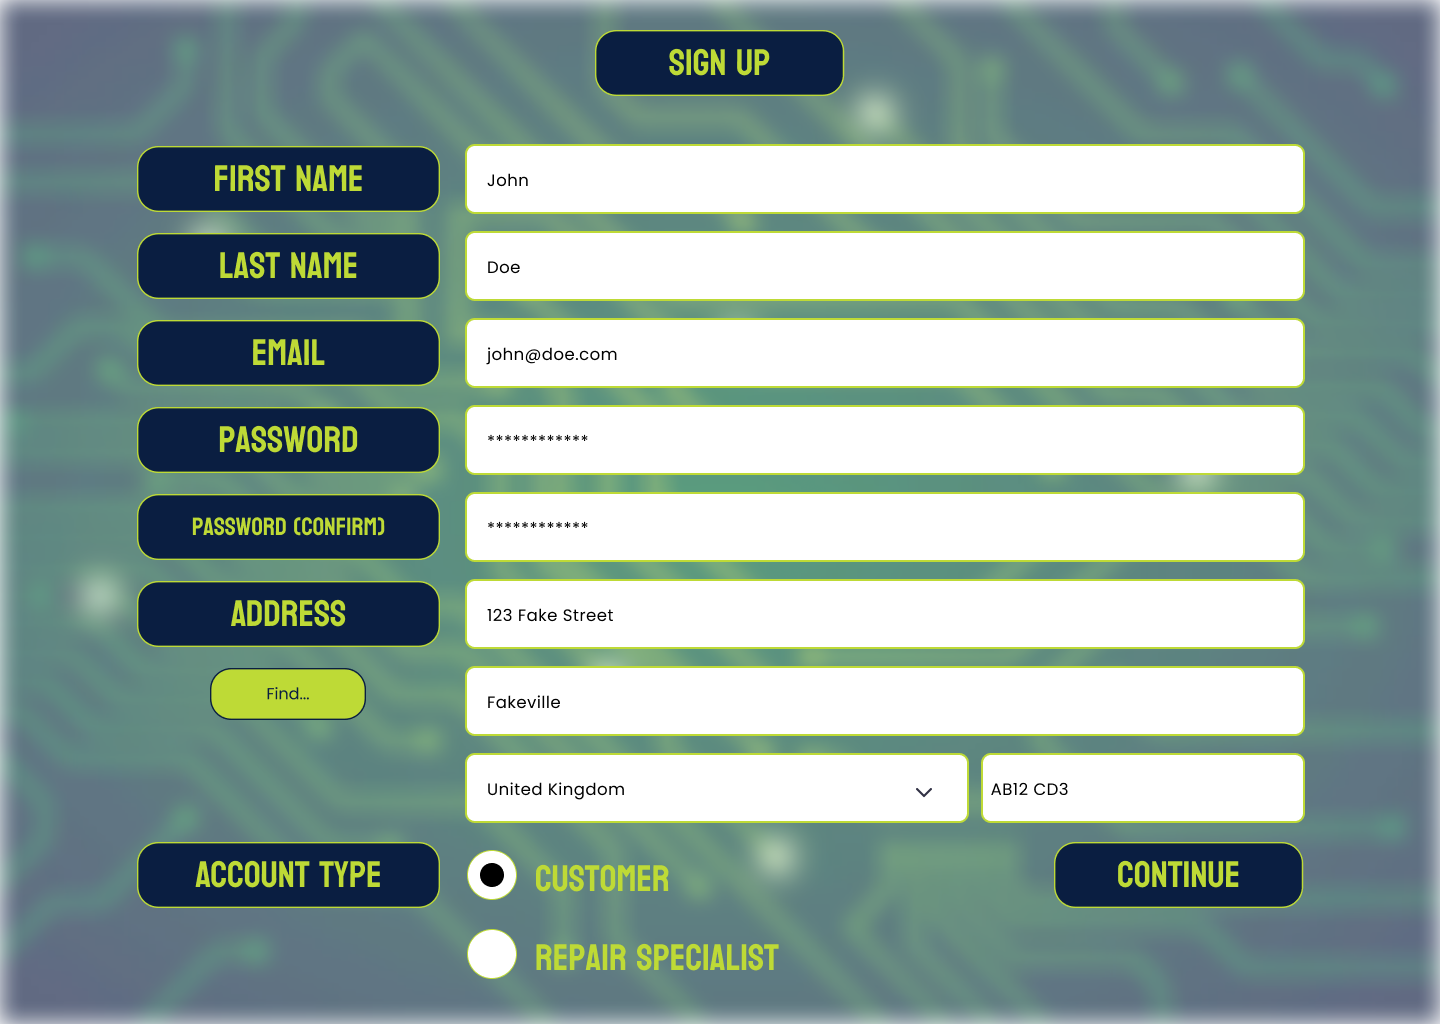 SIGN UP
FIRST NAME
John
LAST NAME
Doe
EMAIL
john@doe.com
PASSWORD
************
PASSWORD (CONFIRM)
************
ADDRESS
123 Fake Street
Find...
Fakeville
United Kingdom
AB12 CD3
ACCOUNT TYPE
CUSTOMER
CONTINUE
REPAIR SPECIALIST